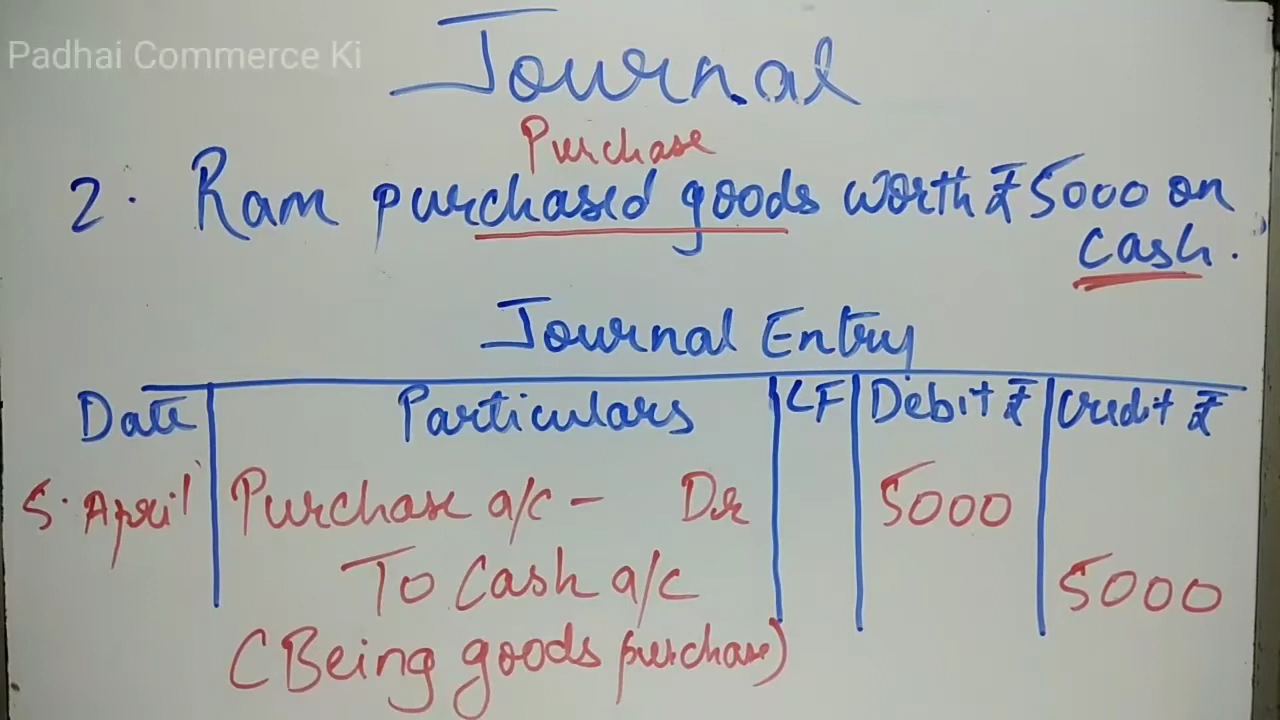 Padhai Commerce Ki
Journal
Purchase
2. Ram purchased goods worth ₹ 5000 on
cash.
Journal Entry
Date Particulars LF Debit ₹ Credit ₹
5. April Purchase a/c - Dr 5000
To Cash a/c 5000
(Being goods purchase)